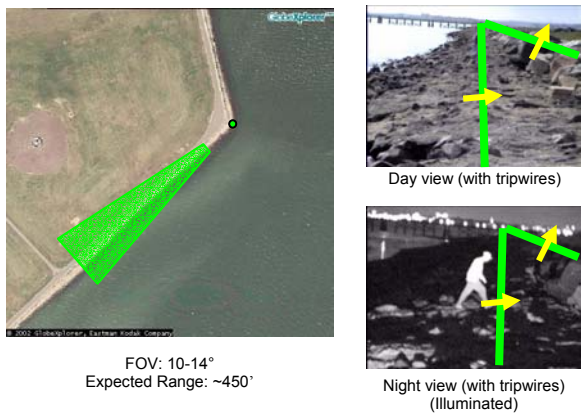 GlobeXplorer
© 2002 GlobeXplorer, Eastman Kodak Company
FOV: 10-14°
Expected Range: ~450’
Day view (with tripwires)
Night view (with tripwires)
(Illuminated)